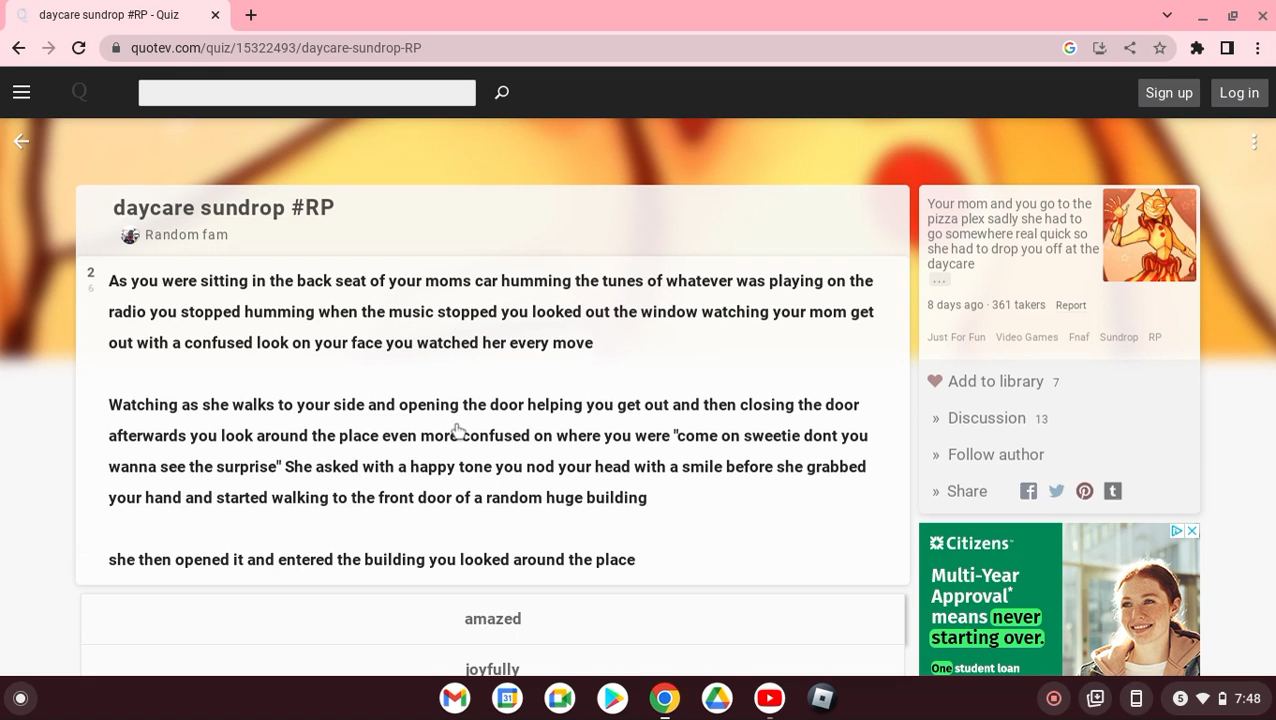 daycare sundrop #RP - Quiz
quotev.com/quiz/15322493/daycare-sundrop-RP
Q
Sign up
Log in
daycare sundrop #RP
Random fam
2
6
As you were sitting in the back seat of your moms car humming the tunes of whatever was playing on the
radio you stopped humming when the music stopped you looked out the window watching your mom get
out with a confused look on your face you watched her every move
Watching as she walks to your side and opening the door helping you get out and then closing the door
afterwards you look around the place even more confused on where you were "come on sweetie dont you
wanna see the surprise" She asked with a happy tone you nod your head with a smile before she grabbed
your hand and started walking to the front door of a random huge building
she then opened it and entered the building you looked around the place
amazed
joyfully
Your mom and you go to the
pizza plex sadly she had to
go somewhere real quick so
she had to drop you off at the
daycare
...
8 days ago · 361 takers Report
Just For Fun Video Games Fnaf Sundrop RP
Add to library 7
» Discussion 13
» Follow author
» Share
Citizens™
Multi-Year
Approval*
means never
starting over.
One student loan
31
5
7:48